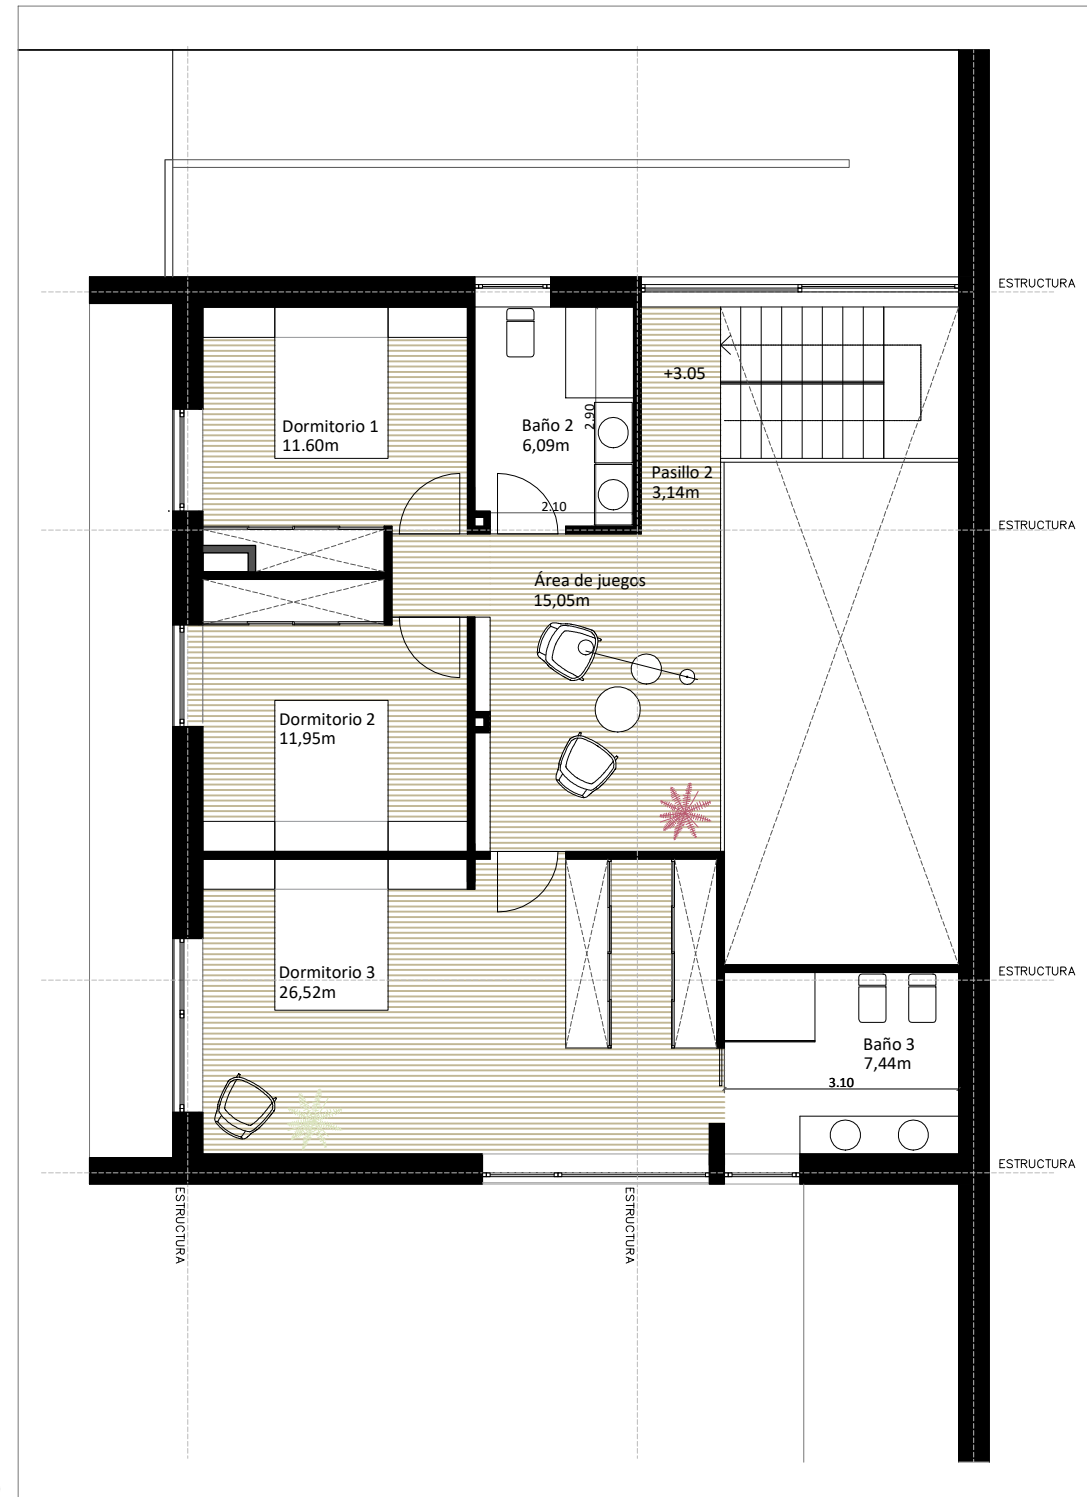 ESTRUCTURA
+3.05
Dormitorio 1
11.60m
Baño 2
6,09m
2.90
Pasillo 2
3,14m
2.10
ESTRUCTURA
Área de juegos
15,05m
Dormitorio 2
11,95m
Dormitorio 3
26,52m
ESTRUCTURA
Baño 3
7,44m
3.10
ESTRUCTURA
ESTRUCTURA
ESTRUCTURA